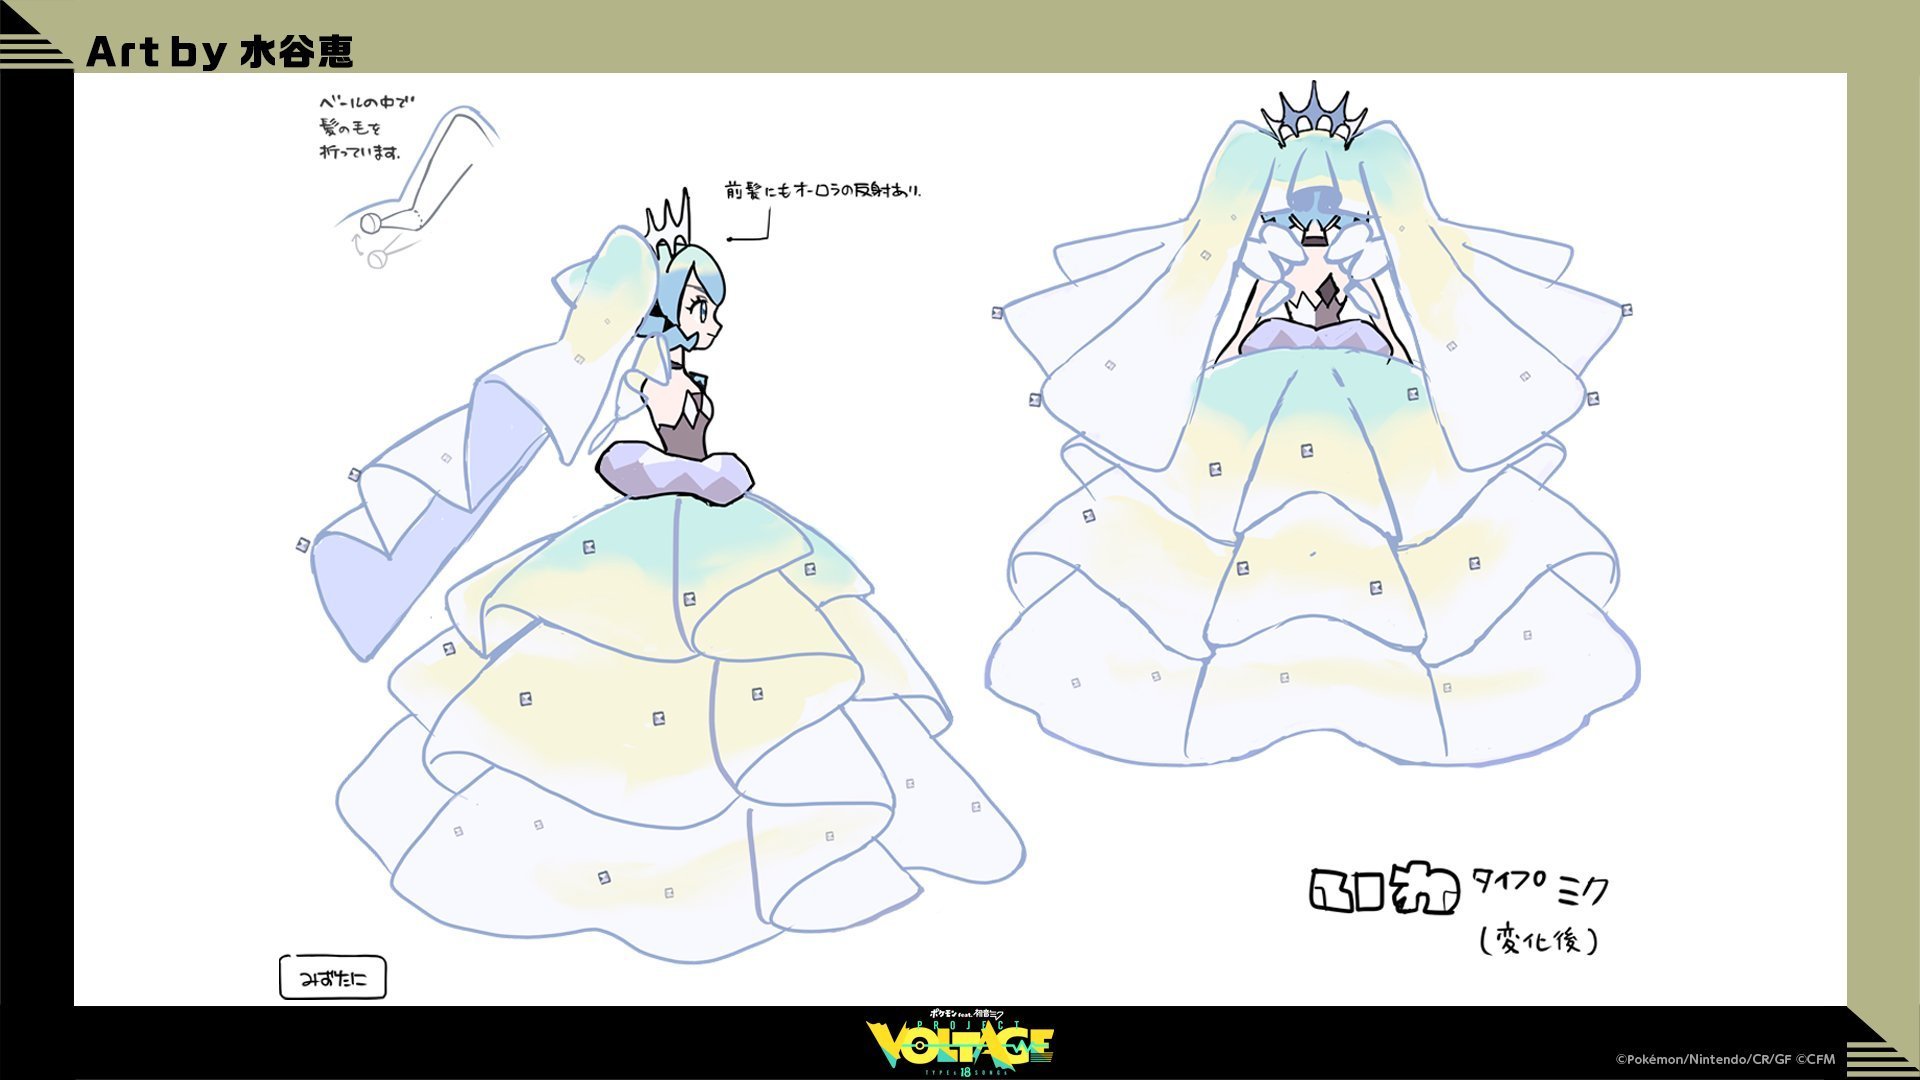 Art by 水谷恵
ベールの中で
髪の毛を
折っています。
前髪にもオーロラの反射あり。
タイプ ミク
(変化後)
みずたに
ポケモン feat. 初音ミク
PROJECT
VOLTAGE
TYPES 18 SONGS
©Pokémon/Nintendo/CR/GF ©CFM